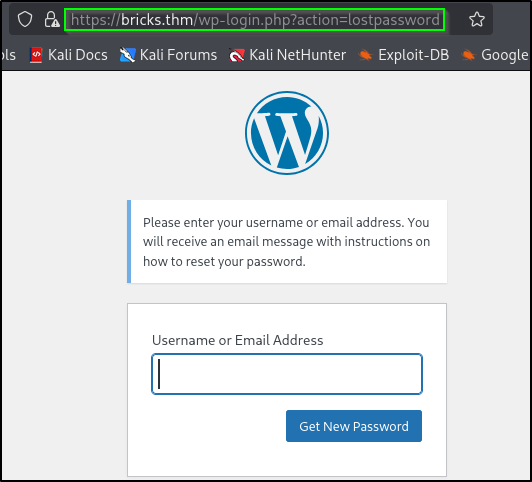 https://bricks.thm/wp-login.php?action=lostpassword
ols Kali Docs Kali Forums Kali NetHunter Exploit-DB Google
Please enter your username or email address. You
will receive an email message with instructions on
how to reset your password.
Username or Email Address
Get New Password